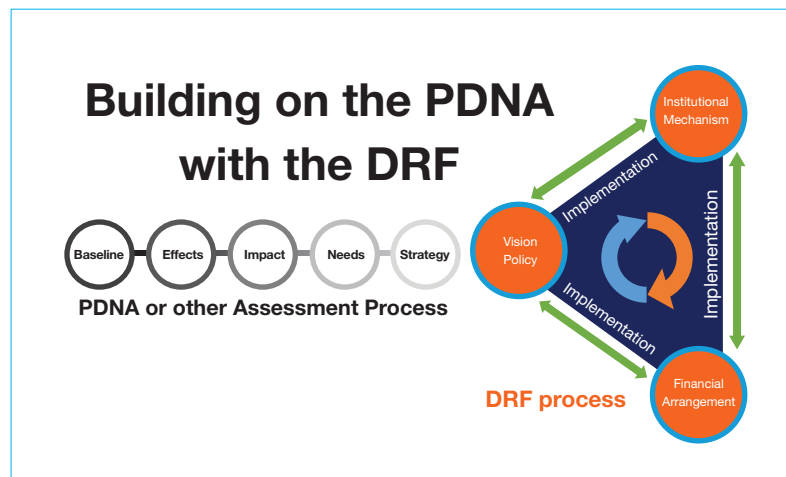 Building on the PDNA
with the DRF
Baseline
Effects
Impact
Needs
Strategy
PDNA or other Assessment Process
Institutional
Mechanism
Vision
Policy
Financial
Arrangement
Implementation
Implementation
Implementation
DRF process